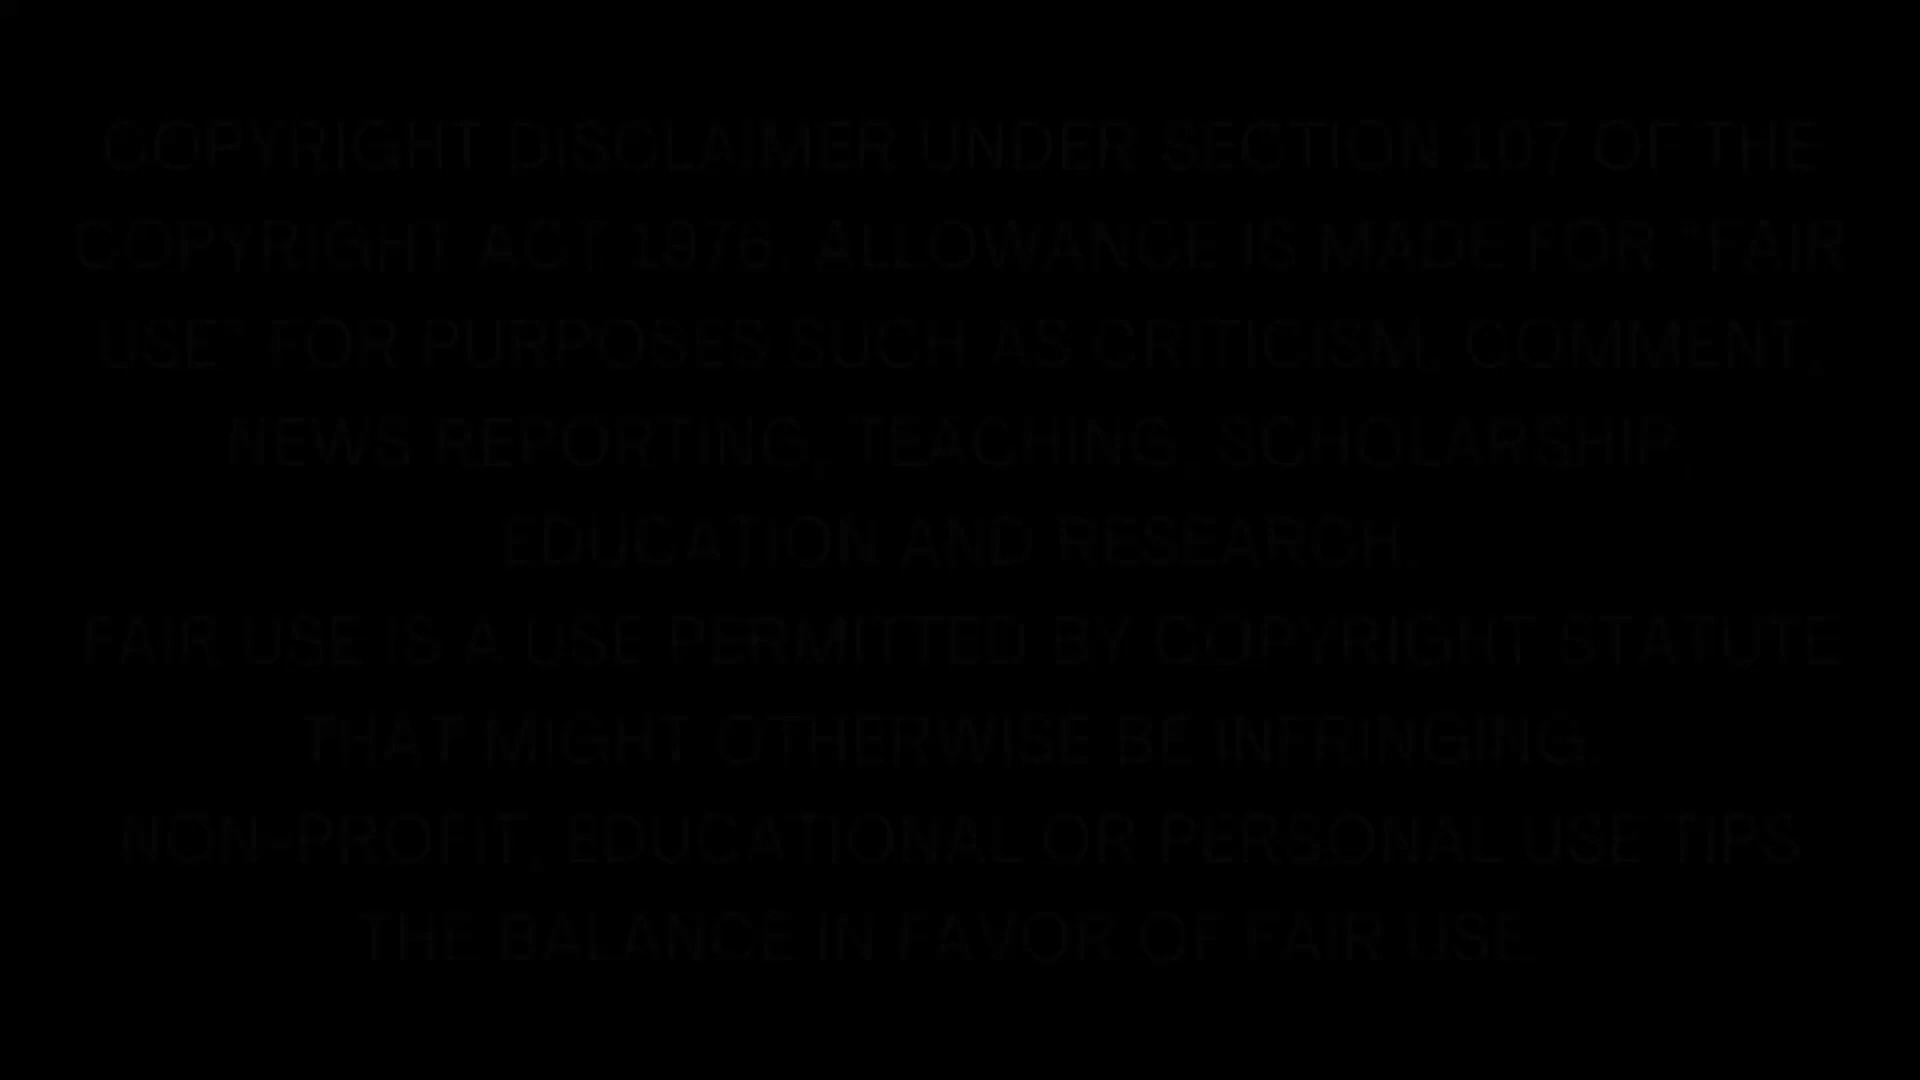 COPYRIGHT DISCLAIMER UNDER SECTION 107 OF THE
COPYRIGHT ACT 1976, ALLOWANCE IS MADE FOR "FAIR
USE" FOR PURPOSES SUCH AS CRITICISM, COMMENT,
NEWS REPORTING, TEACHING, SCHOLARSHIP,
EDUCATION AND RESEARCH.
FAIR USE IS A USE PERMITTED BY COPYRIGHT STATUTE
THAT MIGHT OTHERWISE BE INFRINGING.
NON-PROFIT, EDUCATIONAL OR PERSONAL USE TIPS
THE BALANCE IN FAVOR OF FAIR USE.